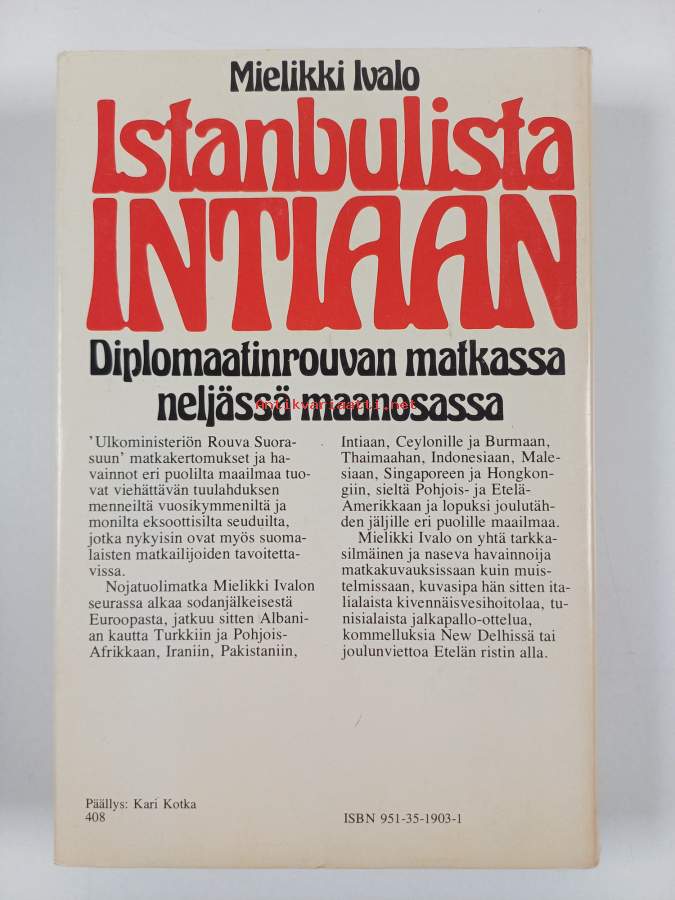 Mielikki Ivalo
Istanbulista
INTIAAN
Diplomaatinrouvan matkassa
neljässä maanosassa
antikvariaatti.net
'Ulkoministeriön Rouva Suora-
suun' matkakertomukset ja ha-
vainnot eri puolilta maailmaa tuo-
vat viehättävän tuulahduksen
menneiltä vuosikymmeniltä ja
monilta eksoottisilta seuduilta,
jotka nykyisin ovat myös suoma-
laisten matkailijoiden tavoitetta-
vissa.
Nojatuolimatka Mielikki Ivalon
seurassa alkaa sodanjälkeisestä
Euroopasta, jatkuu sitten Albani-
an kautta Turkkiin ja Pohjois-
Afrikkaan, Iraniin, Pakistaniin,
Intiaan, Ceylonille ja Burmaan,
Thaimaahan, Indonesiaan, Male-
siaan, Singaporeen ja Hongkon-
giin, sieltä Pohjois- ja Etelä-
Amerikkaan ja lopuksi joulutäh-
den jäljille eri puolille maailmaa.
Mielikki Ivalo on yhtä tarkka-
silmäinen ja naseva havainnoija
matkakuvauksissaan kuin muis-
telmissaan, kuvasipa hän sitten ita-
lialaista kivennäisvesihoitolaa, tu-
nisialaista jalkapallo-ottelua,
kommelluksia New Delhissä tai
joulunviettoa Etelän ristin alla.
Päällys: Kari Kotka
408
ISBN 951-35-1903-1